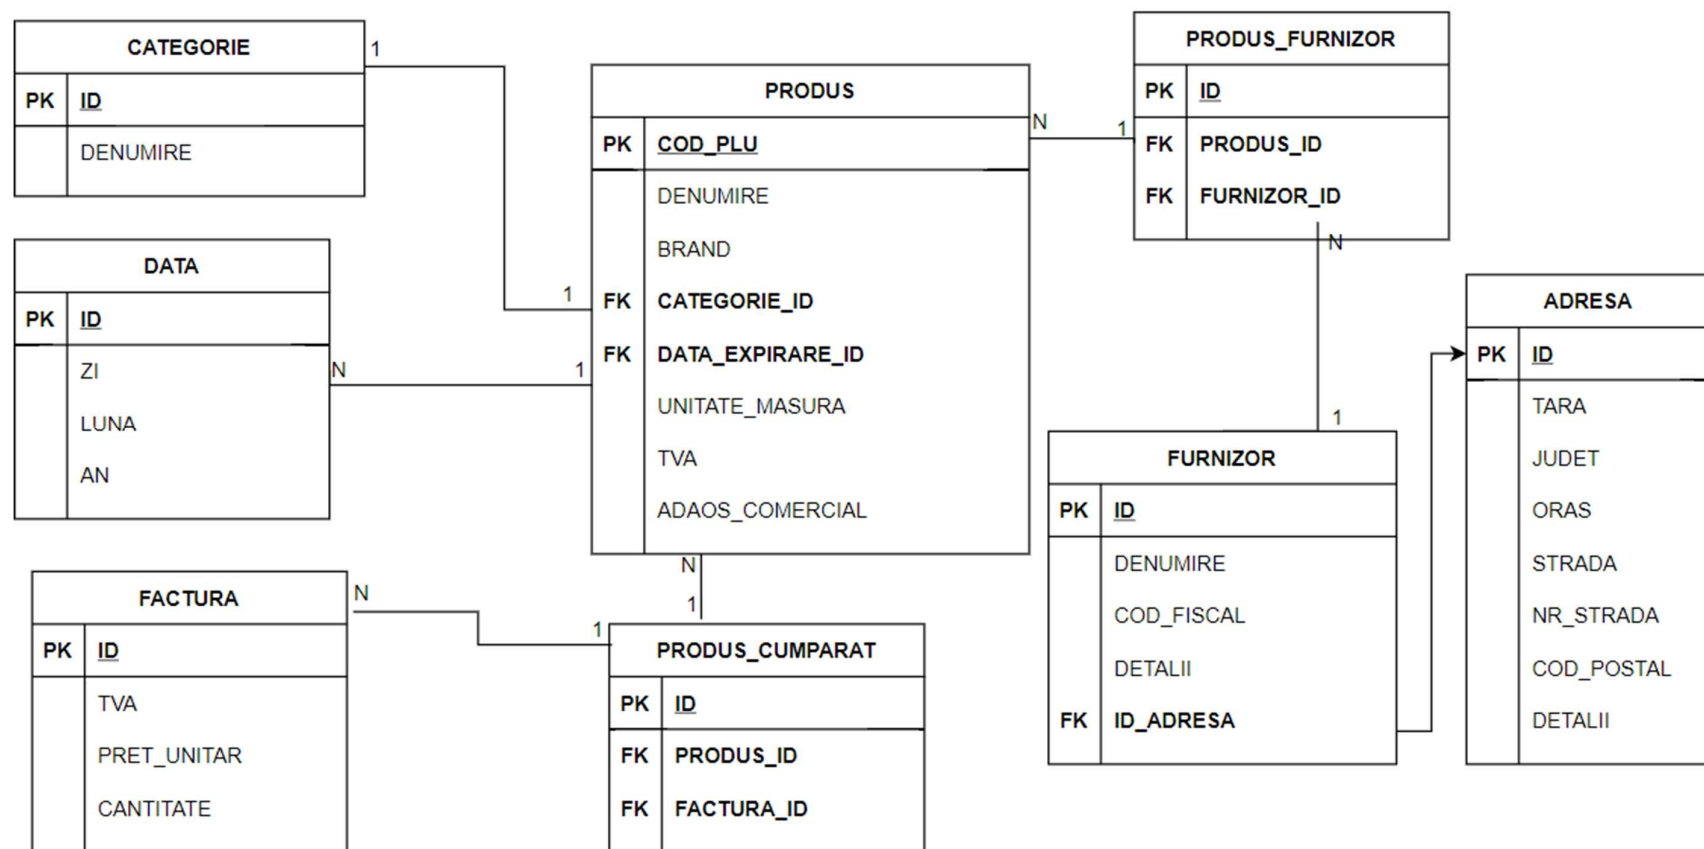 CATEGORIE
1
PK ID
DENUMIRE
DATA
PK ID
ZI
LUNA
AN
N
1
1
PRODUS
PK COD_PLU
DENUMIRE
BRAND
FK CATEGORIE_ID
FK DATA_EXPIRARE_ID
UNITATE_MASURA
TVA
ADAOS_COMERCIAL
N
1
N
1
PRODUS_FURNIZOR
PK ID
FK PRODUS_ID
FK FURNIZOR_ID
N
1
FURNIZOR
PK ID
DENUMIRE
COD_FISCAL
DETALII
FK ID_ADRESA
ADRESA
PK ID
TARA
JUDET
ORAS
STRADA
NR_STRADA
COD_POSTAL
DETALII
FACTURA
N
PK ID
TVA
PRET_UNITAR
CANTITATE
1
PRODUS_CUMPARAT
PK ID
FK PRODUS_ID
FK FACTURA_ID